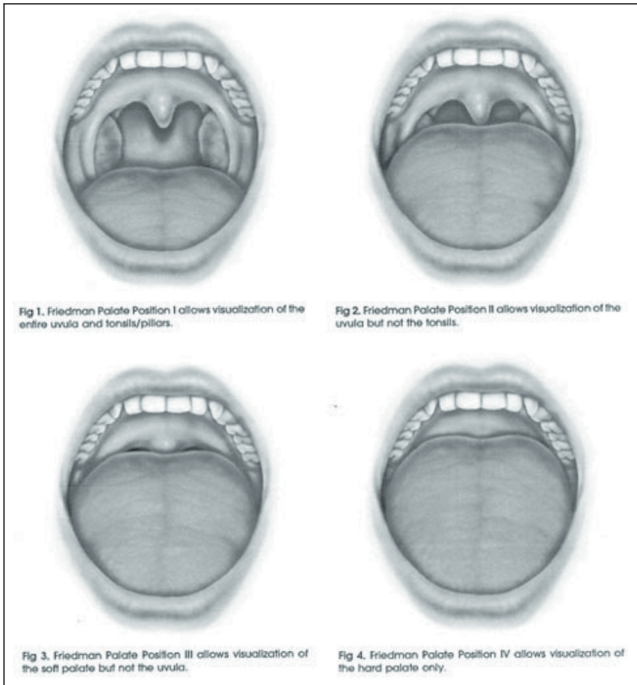 Fig 1. Friedman Palate Position I allows visualization of the
entire uvula and tonsils/pillars.
Fig 2. Friedman Palate Position II allows visualization of the
uvula but not the tonsils.
Fig 3. Friedman Palate Position III allows visualization of
the soft palate but not the uvula.
Fig 4. Friedman Palate Position IV allows visualization of
the hard palate only.